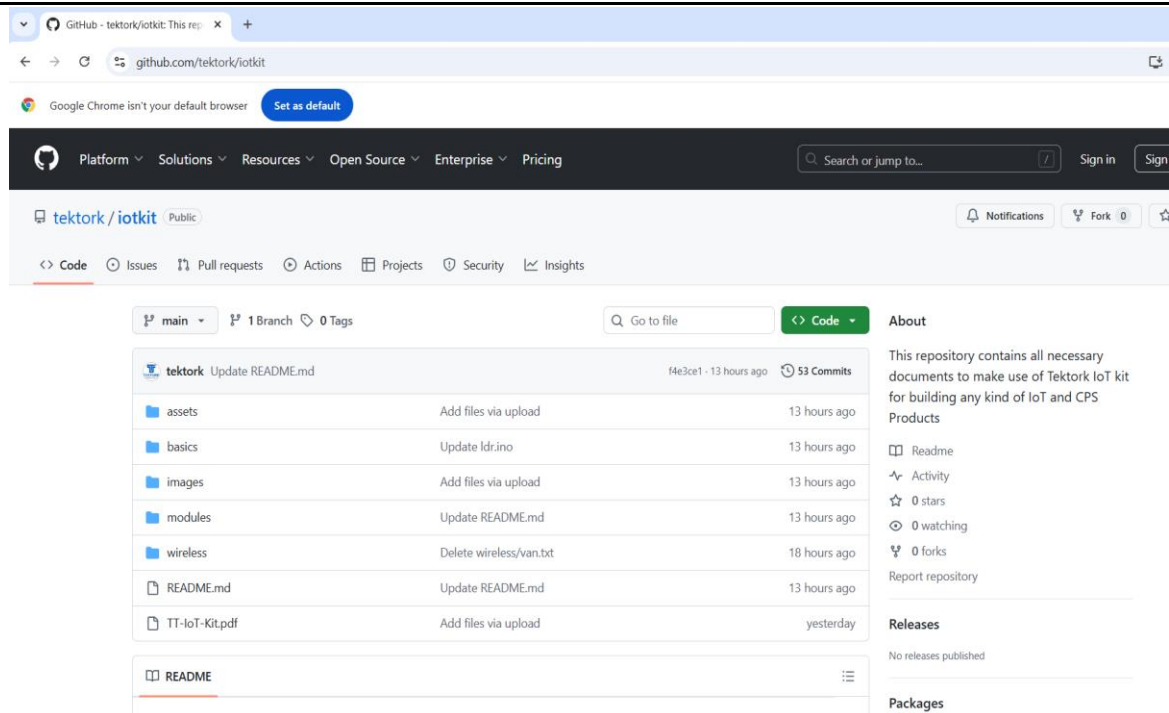 GitHub - tektork/iotkit: This rep
github.com/tektork/iotkit
Google Chrome isn't your default browser Set as default
Platform Solutions Resources Open Source Enterprise Pricing Search or jump to... / Sign in Sign
tektork / iotkit Public Notifications Fork 0
<> Code Issues Pull requests Actions Projects Security Insights
main 1 Branch 0 Tags Go to file <> Code
tektork Update README.md f4e3ce1 · 13 hours ago 53 Commits
assets Add files via upload 13 hours ago
basics Update ldr.ino 13 hours ago
images Add files via upload 13 hours ago
modules Update README.md 13 hours ago
wireless Delete wireless/van.txt 18 hours ago
README.md Update README.md 13 hours ago
TT-IoT-Kit.pdf Add files via upload yesterday
README
About
This repository contains all necessary
documents to make use of Tektork IoT kit
for building any kind of IoT and CPS
Products
Readme
Activity
0 stars
0 watching
0 forks
Report repository
Releases
No releases published
Packages